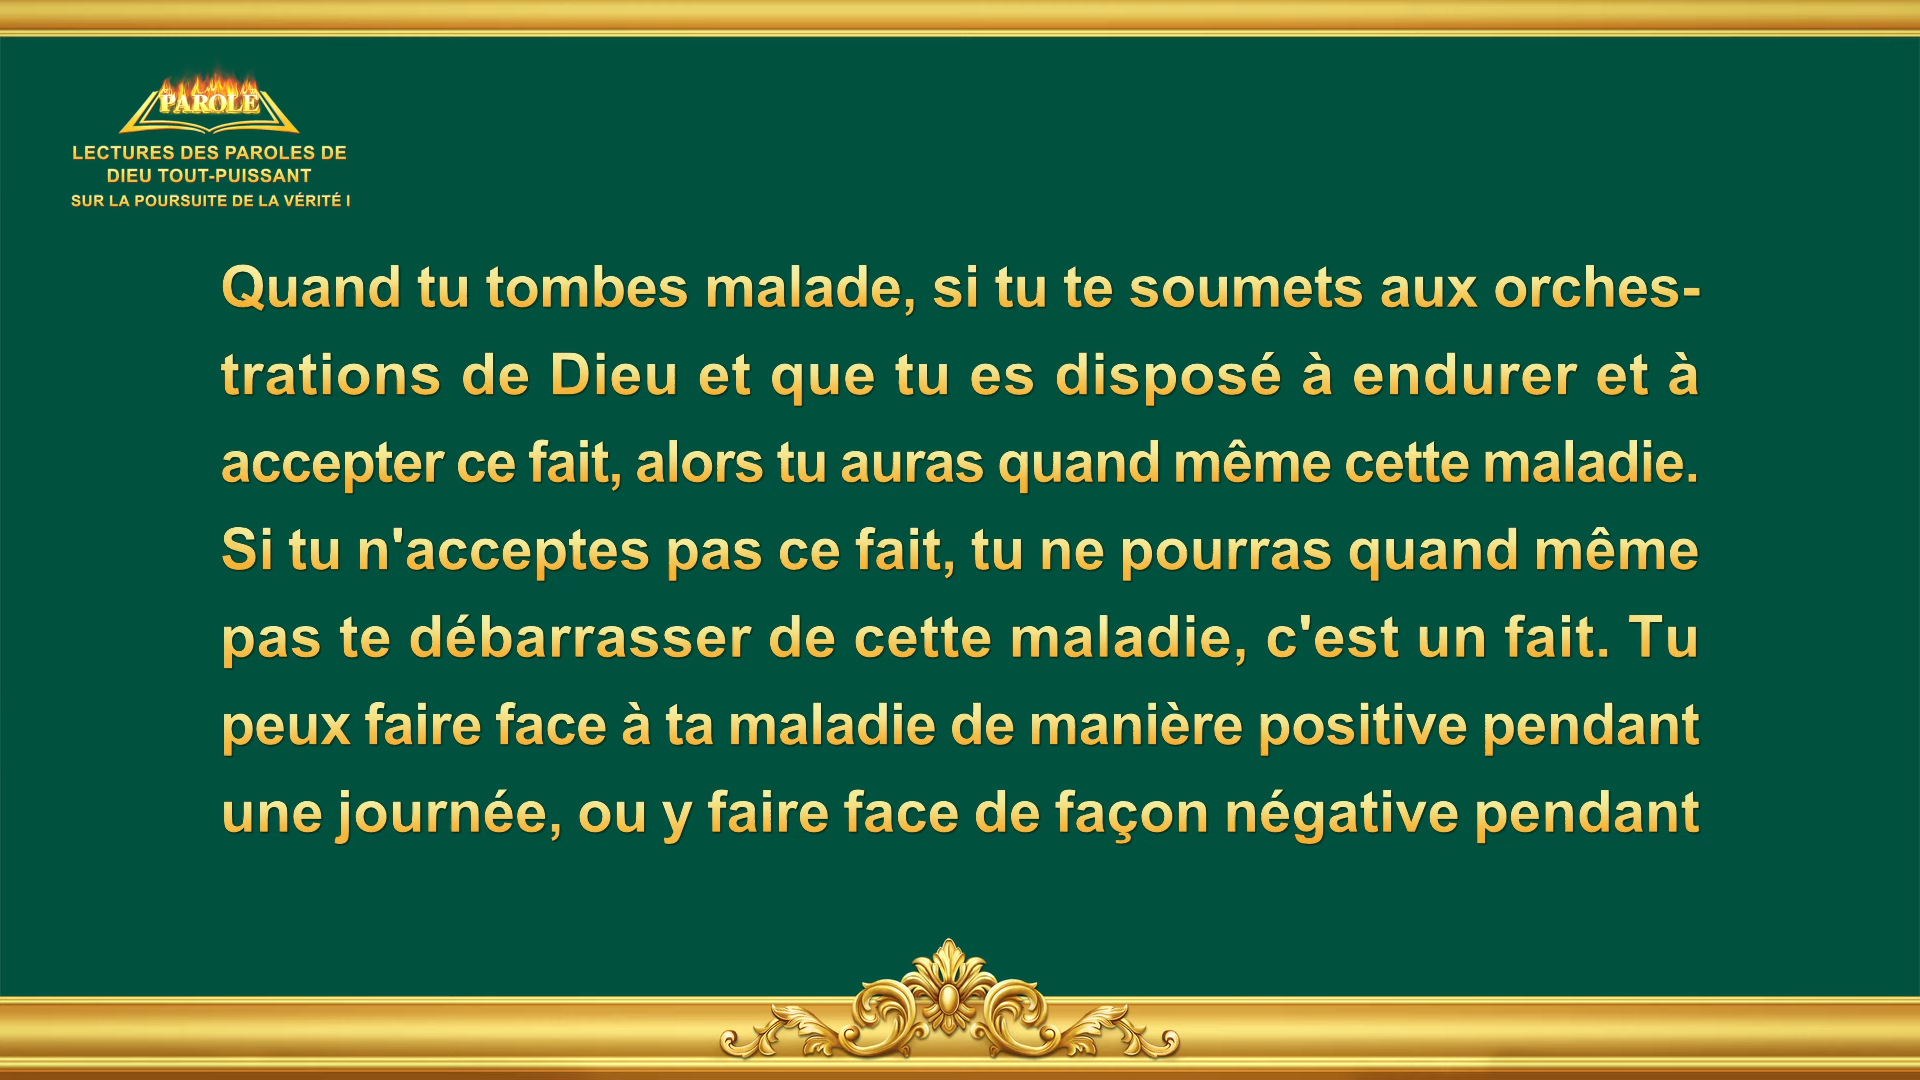 PAROLE
LECTURES DES PAROLES DE
DIEU TOUT-PUISSANT
SUR LA POURSUITE DE LA VÉRITÉ I
Quand tu tombes malade, si tu te soumets aux orches-
trations de Dieu et que tu es disposé à endurer et à
accepter ce fait, alors tu auras quand même cette maladie.
Si tu n'acceptes pas ce fait, tu ne pourras quand même
pas te débarrasser de cette maladie, c'est un fait. Tu
peux faire face à ta maladie de manière positive pendant
une journée, ou y faire face de façon négative pendant